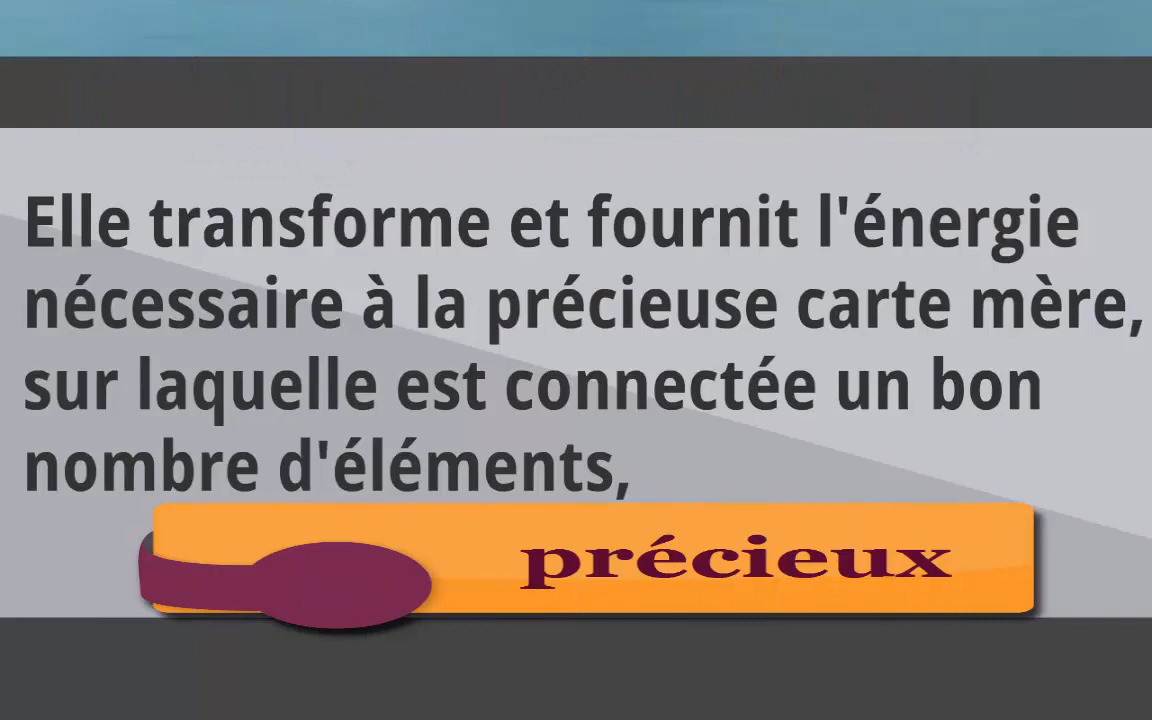 Elle transforme et fournit l'énergie
nécessaire à la précieuse carte mère,
sur laquelle est connectée un bon
nombre d'éléments,
précieux